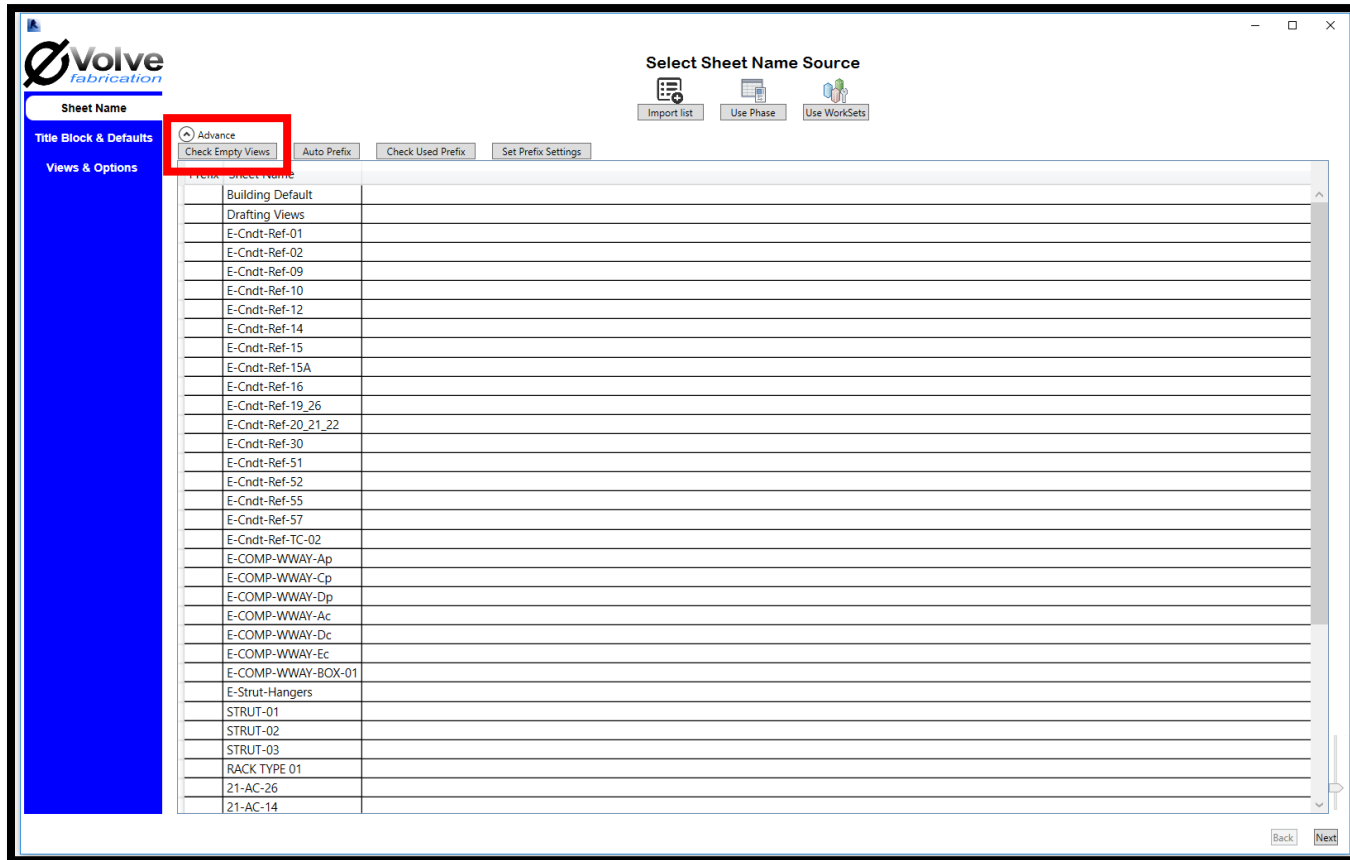 ØVolve
fabrication
Select Sheet Name Source
Import list Use Phase Use WorkSets
Sheet Name
Title Block & Defaults
Views & Options
Advance
Check Empty Views Auto Prefix Check Used Prefix Set Prefix Settings
Prefix Sheet Name
Building Default
Drafting Views
E-Cndt-Ref-01
E-Cndt-Ref-02
E-Cndt-Ref-09
E-Cndt-Ref-10
E-Cndt-Ref-12
E-Cndt-Ref-14
E-Cndt-Ref-15
E-Cndt-Ref-15A
E-Cndt-Ref-16
E-Cndt-Ref-19_26
E-Cndt-Ref-20_21_22
E-Cndt-Ref-30
E-Cndt-Ref-51
E-Cndt-Ref-52
E-Cndt-Ref-55
E-Cndt-Ref-57
E-Cndt-Ref-TC-02
E-COMP-WWAY-Ap
E-COMP-WWAY-Cp
E-COMP-WWAY-Dp
E-COMP-WWAY-Ac
E-COMP-WWAY-Dc
E-COMP-WWAY-Ec
E-COMP-WWAY-BOX-01
E-Strut-Hangers
STRUT-01
STRUT-02
STRUT-03
RACK TYPE 01
21-AC-26
21-AC-14
Back Next